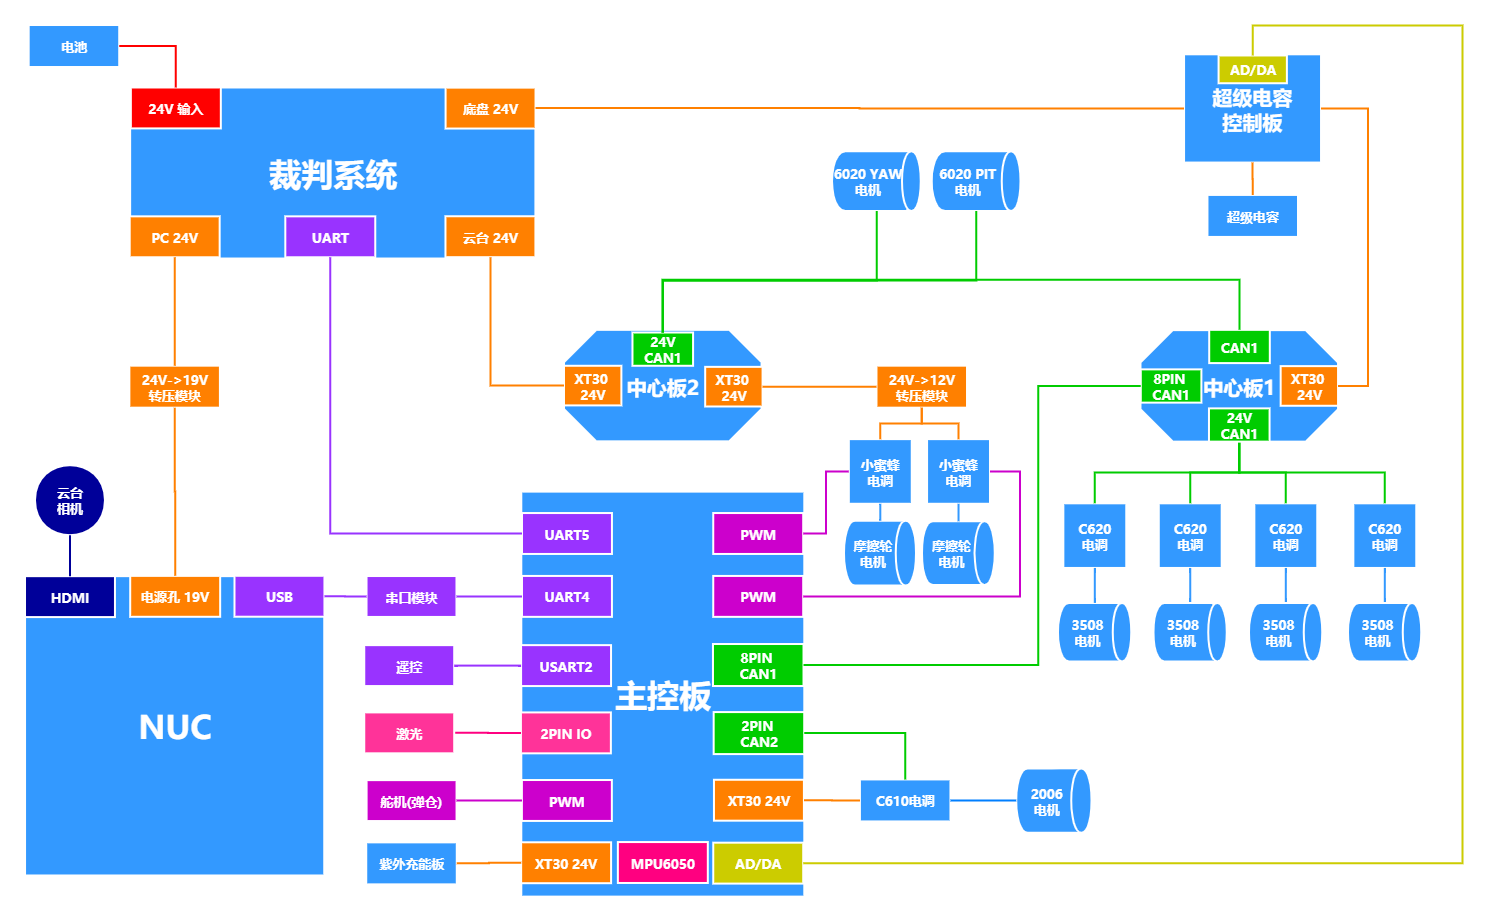 电池
24V 输入
底盘 24V
裁判系统
PC 24V
UART
云台 24V
AD/DA
超级电容
控制板
超级电容
6020 YAW
电机
6020 PIT
电机
24V->19V
转压模块
24V
CAN1
XT30
24V
中心板2
XT30
24V
24V->12V
转压模块
CAN1
8PIN
CAN1
中心板1
XT30
24V
24V
CAN1
小蜜蜂
电调
小蜜蜂
电调
摩擦轮
电机
摩擦轮
电机
C620
电调
C620
电调
C620
电调
C620
电调
3508
电机
3508
电机
3508
电机
3508
电机
云台
相机
HDMI
电源孔 19V
USB
NUC
串口模块
遥控
激光
舵机(弹仓)
紫外充能板
UART5
PWM
UART4
PWM
USART2
8PIN
CAN1
主控板
2PIN IO
2PIN
CAN2
PWM
XT30 24V
XT30 24V
MPU6050
AD/DA
C610电调
2006
电机